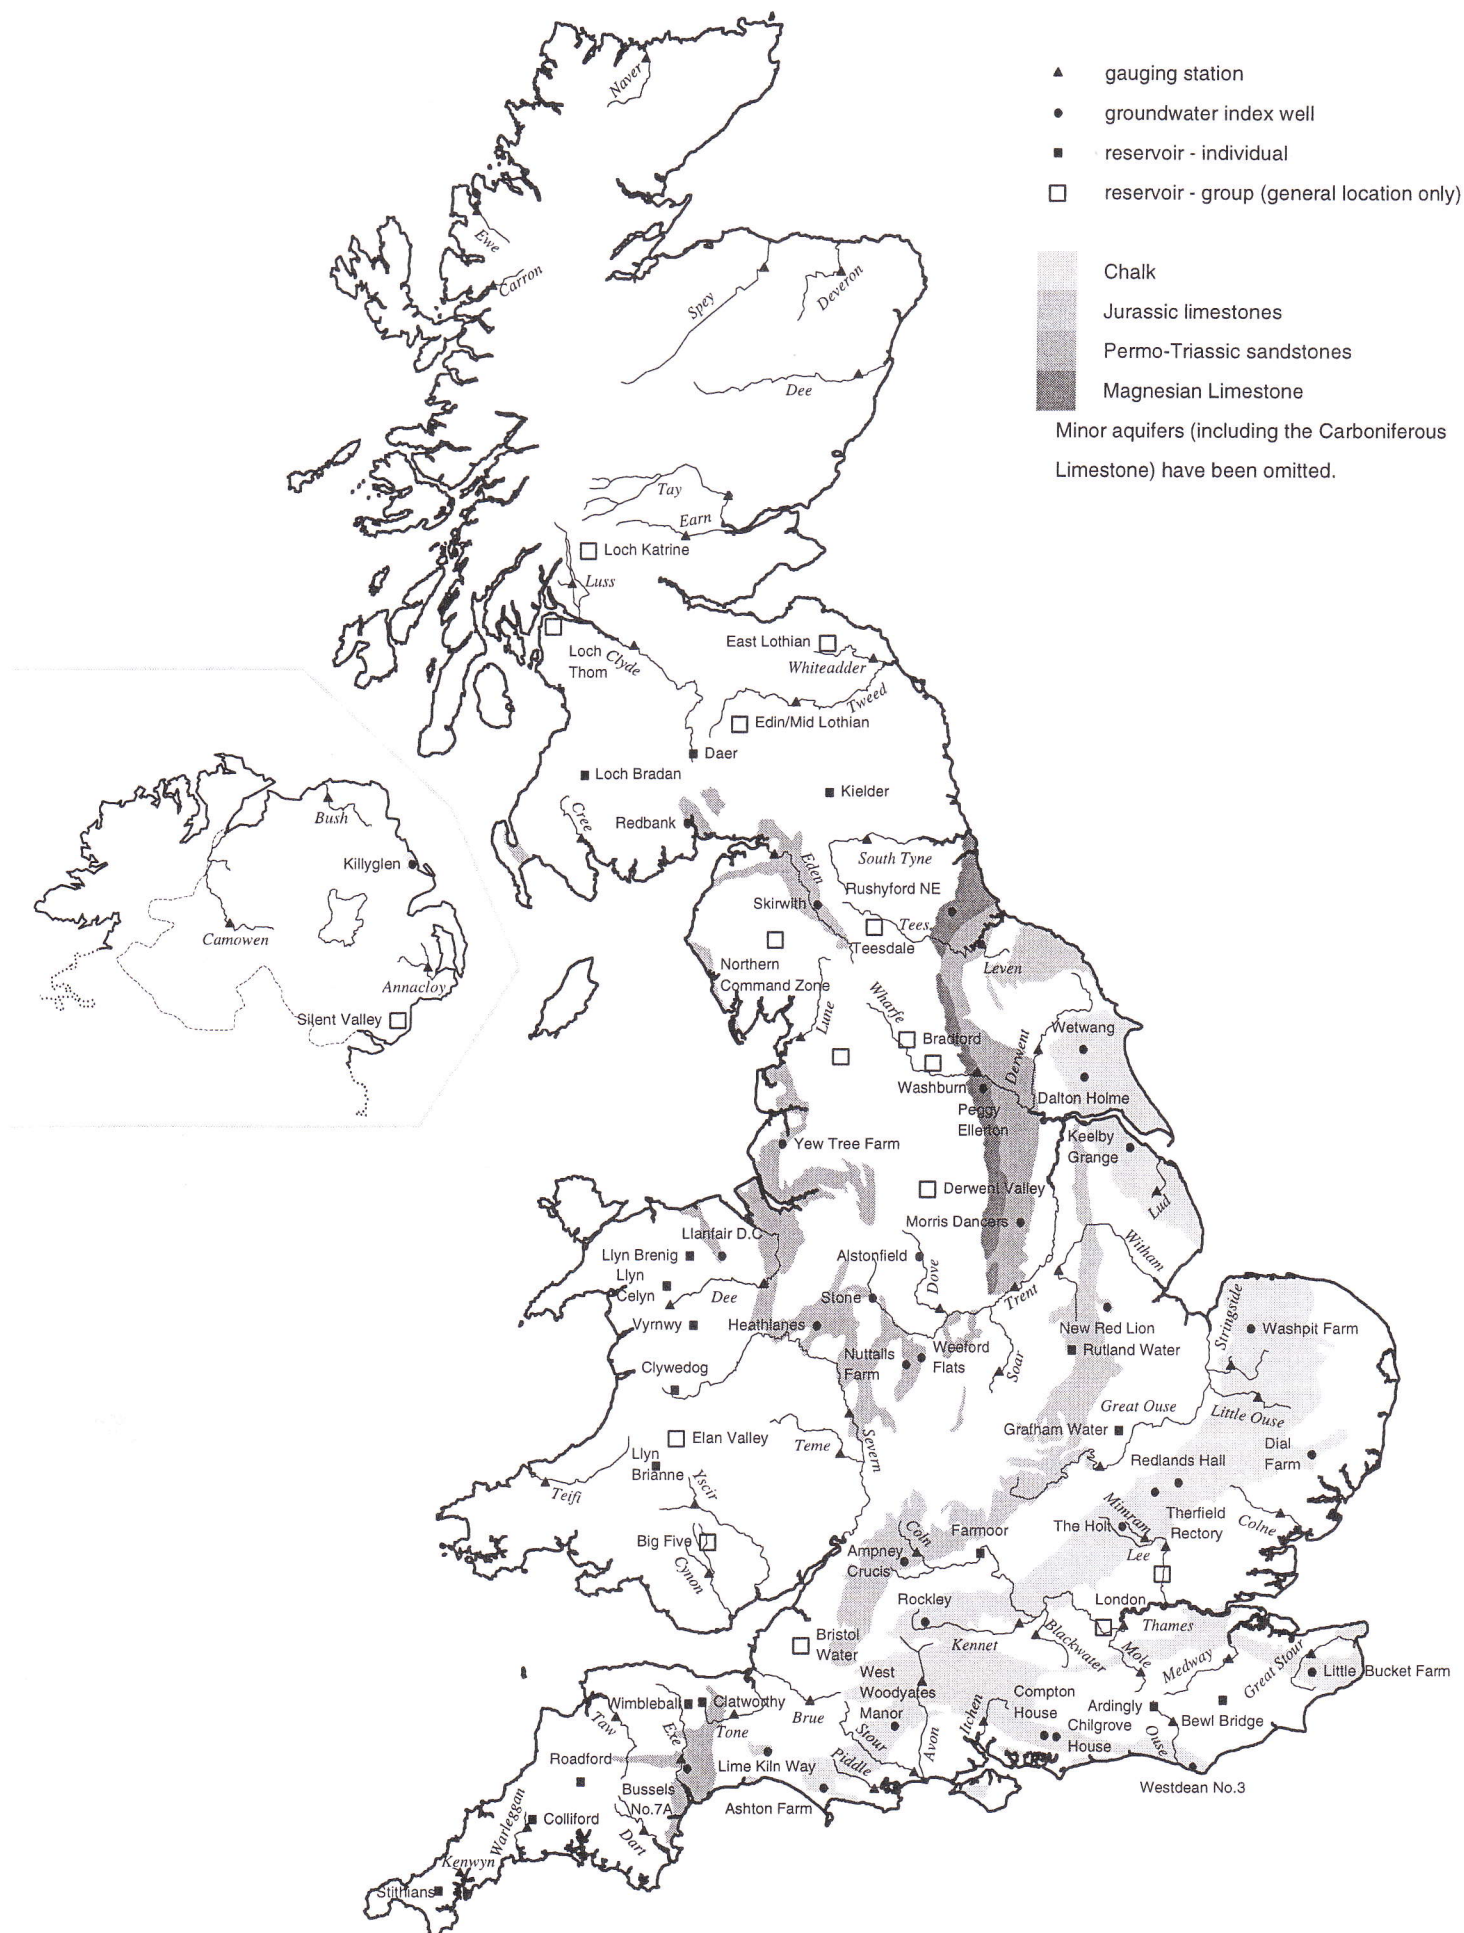 gauging station
groundwater index well
reservoir - individual
reservoir - group (general location only)
Chalk
Jurassic limestones
Permo-Triassic sandstones
Magnesian Limestone
Minor aquifers (including the Carboniferous
Limestone) have been omitted.
Naver
Ewe
Carron
Spey
Deveron
Dee
Tay
Earn
Loch Katrine
Luss
Loch
Thom
Clyde
East Lothian
Whiteadder
Tweed
Edin/Mid Lothian
Daer
Loch Bradan
Kielder
Cree
Redbank
Bush
Killyglen
Camowen
Annacloy
Silent Valley
South Tyne
Eden
Rushyford NE
Skirwith
Tees
Teesdale
Leven
Northern
Command Zone
Lune
Wharfe
Bradford
Washburn
Derwent
Wetwang
Dalton Holme
Peggy
Ellerton
Keelby
Grange
Yew Tree Farm
Lud
Derwent Valley
Morris Dancers
Witham
Llanfair D.C
Llyn Brenig
Llyn
Celyn
Dee
Vyrnwy
Alstonfield
Dove
Stone
Trent
Heathlanes
Nuttalls
Farm
Weeford
Flats
Soar
New Red Lion
Rutland Water
Stringside
Washpit Farm
Clywedog
Little Ouse
Great Ouse
Grafham Water
Elan Valley
Teme
Severn
Llyn
Brianne
Yscir
Teifi
Dial
Farm
Redlands Hall
Mimram
Therfield
Rectory
The Holt
Colne
Lee
Coln
Farmoor
Ampney
Crucis
Big Five
Cynon
Rockley
London
Thames
Kennet
Blackwater
Mole
Medway
Great Stour
Little Bucket Farm
Bristol
Water
West
Woodyates
Manor
Wimbleball
Clatworthy
Taw
Exe
Tone
Brue
Stour
Avon
Itchen
Compton
House
Chilgrove
House
Ardingly
Bewl Bridge
Ouse
Westdean No.3
Roadford
Bussels
No.7A
Lime Kiln Way
Piddle
Ashton Farm
Colliford
Warleggan
Dart
Kenwyn
Stithians